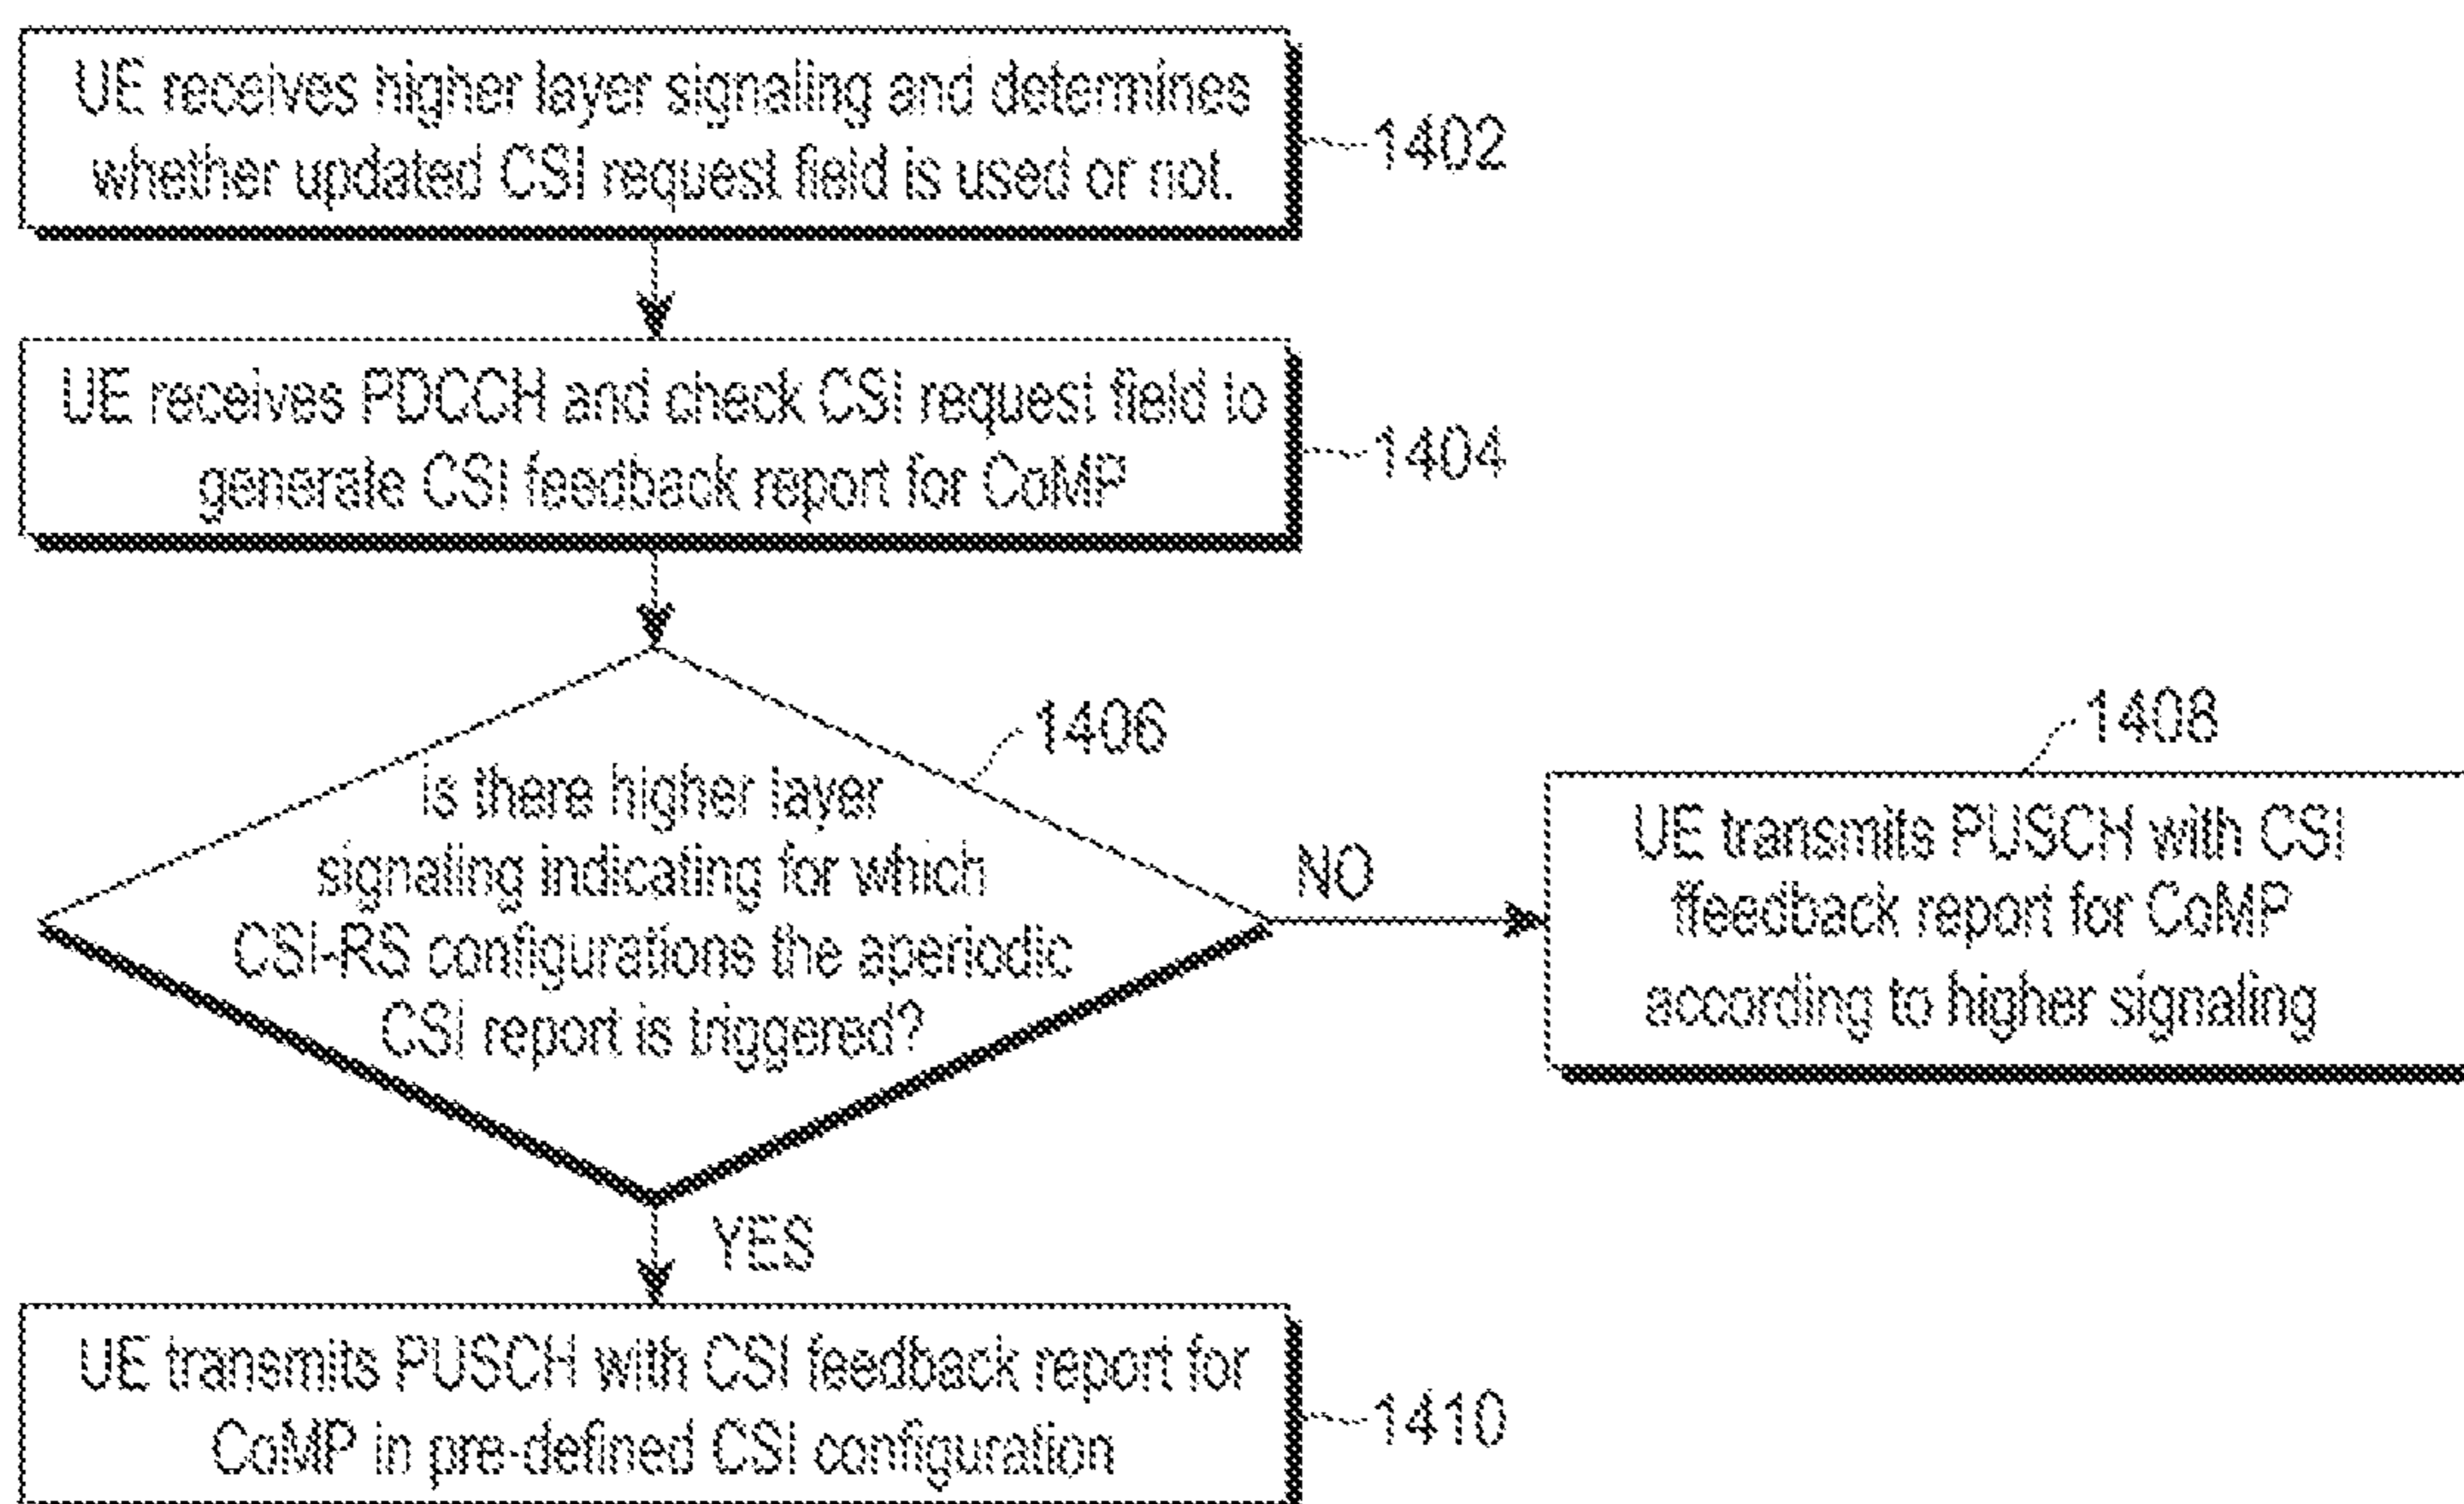 UE receives higher layer signaling and determines
whether updated CSI request field is used or not.
1402
UE receives PDCCH and check CSI request field to
generate CSI feedback report for CoMP
1404
1406
is there higher layer
signaling indicating for which
CSI-RS configurations the aperiodic
CSI report is triggered?
NO
1408
UE transmits PUSCH with CSI
ffeedback report for CoMP
according to higher signaling
YES
UE transmits PUSCH with CSI feedback report for
CoMP in pre-defined CSI configuration
1410